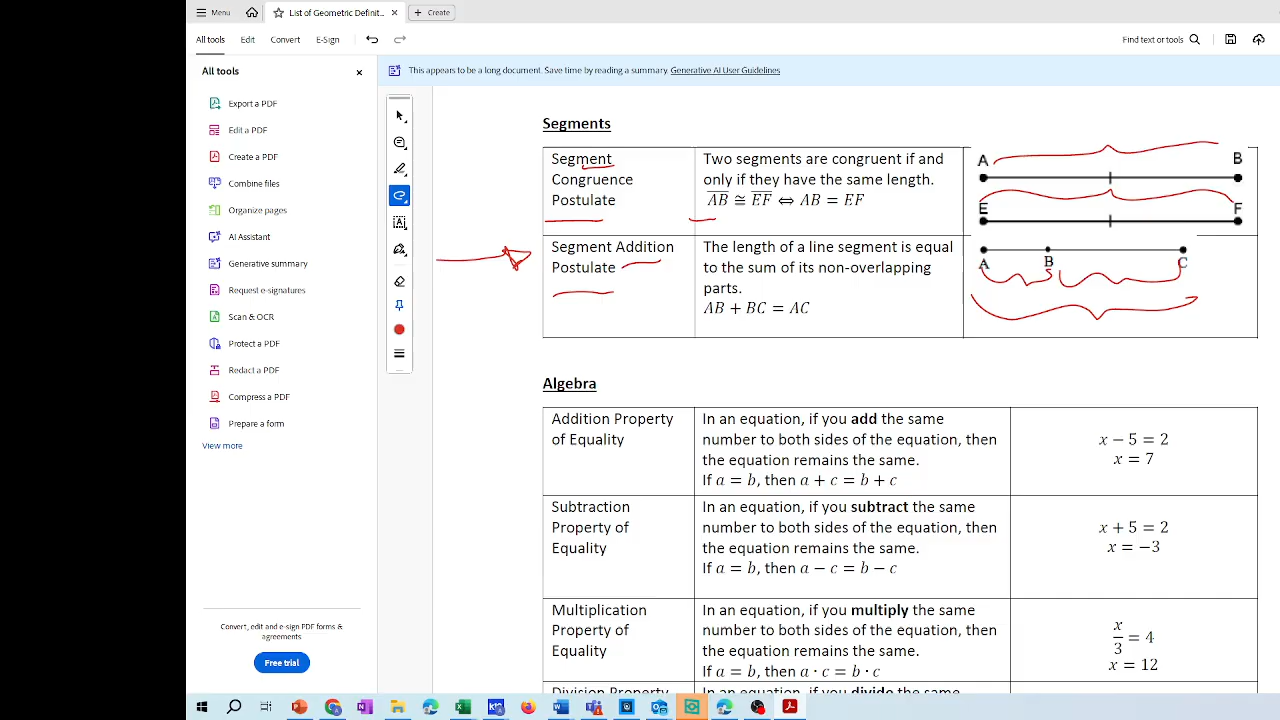 Menu
List of Geometric Definit...
Create
All tools
Edit
Convert
E-Sign
Find text or tools
All tools
This appears to be a long document. Save time by reading a summary. Generative AI User Guidelines
Export a PDF
Edit a PDF
Create a PDF
Combine files
Organize pages
AI Assistant
Generative summary
Request e-signatures
Scan & OCR
Protect a PDF
Redact a PDF
Compress a PDF
Prepare a form
View more
Convert, edit and e-sign PDF forms &
agreements
Free trial
Segments
Segment
Congruence
Postulate
Two segments are congruent if and
only if they have the same length.
A͞B͞ ≅ E͞F͞ ⇔ AB = EF
A B
E F
Segment Addition
Postulate
The length of a line segment is equal
to the sum of its non-overlapping
parts.
AB + BC = AC
A B C
Algebra
Addition Property
of Equality
In an equation, if you add the same
number to both sides of the equation, then
the equation remains the same.
If a = b, then a + c = b + c
x − 5 = 2
x = 7
Subtraction
Property of
Equality
In an equation, if you subtract the same
number to both sides of the equation, then
the equation remains the same.
If a = b, then a − c = b − c
x + 5 = 2
x = −3
Multiplication
Property of
Equality
In an equation, if you multiply the same
number to both sides of the equation, then
the equation remains the same.
If a = b, then a · c = b · c
x/3 = 4
x = 12
Division Property
In an equation, if you divide the same